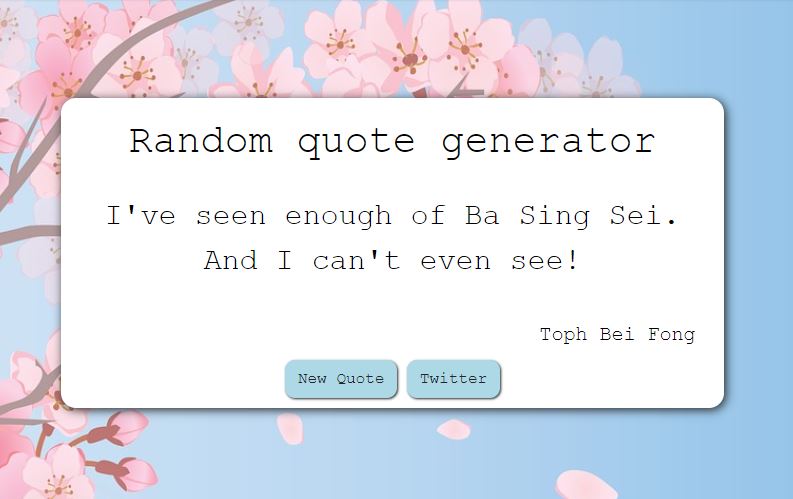 Random quote generator
I've seen enough of Ba Sing Sei.
And I can't even see!
Toph Bei Fong
New Quote
Twitter